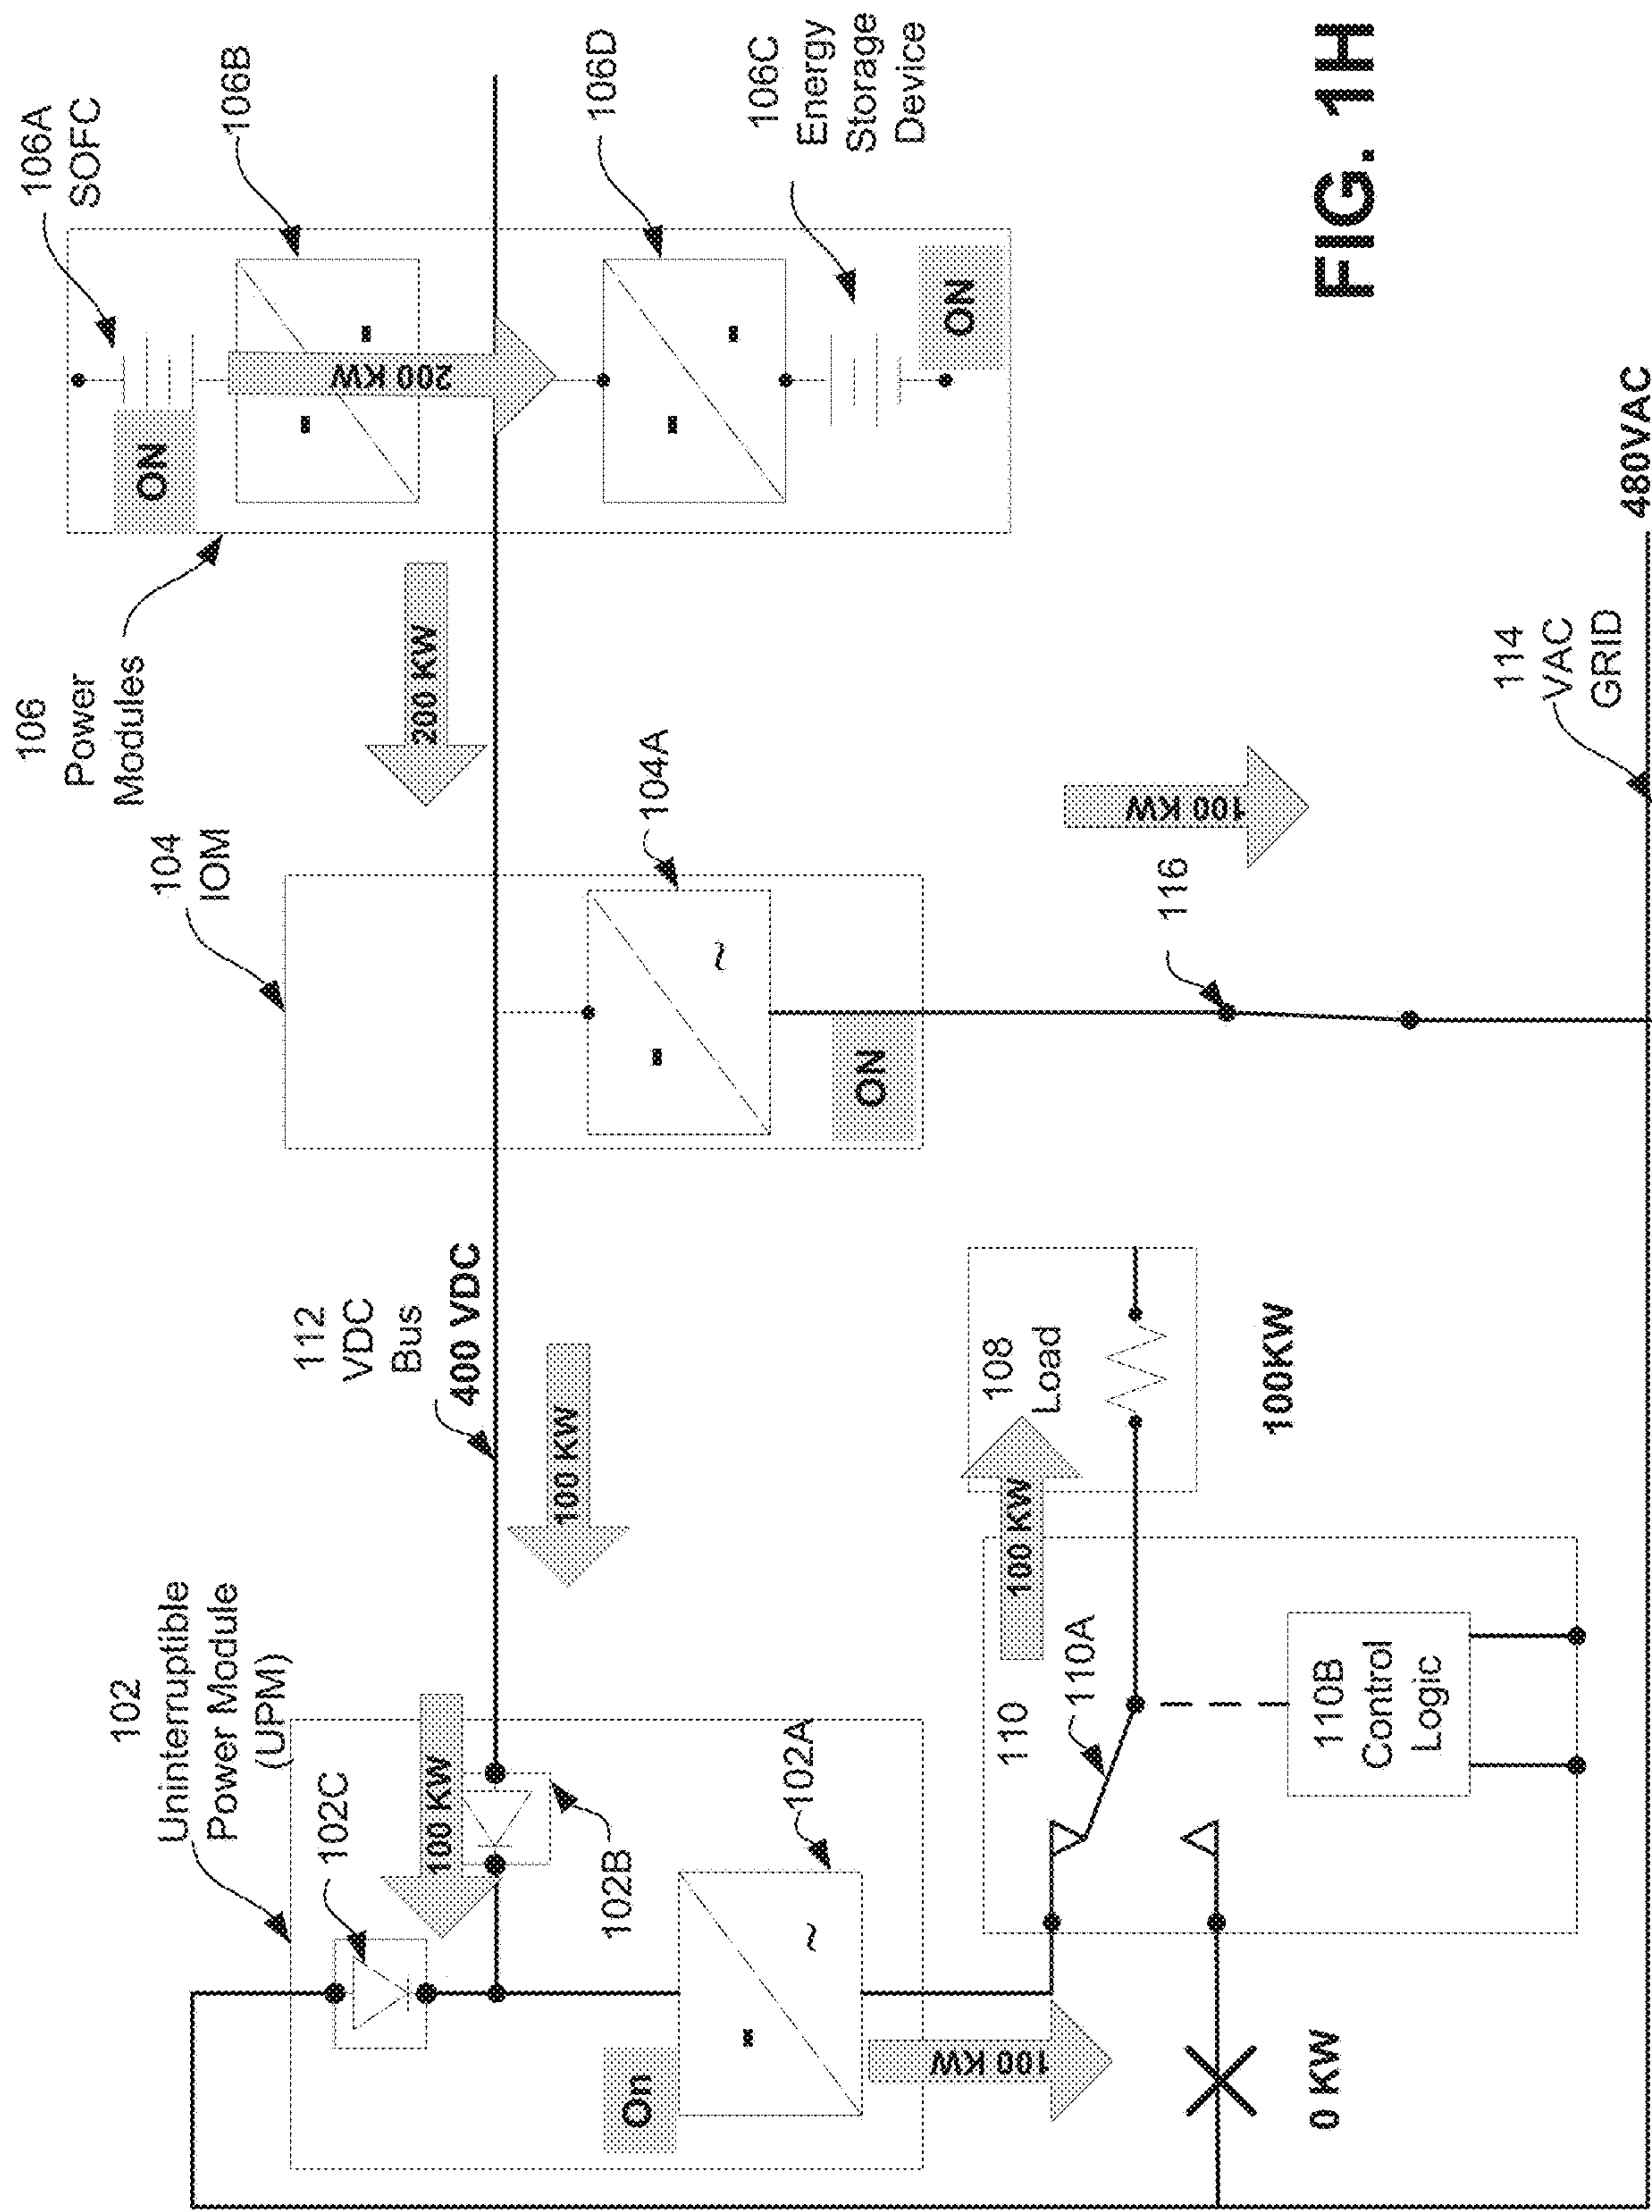 102
Uninterruptible
Power Module
(UPM)
102C
100 KW
102B
On
102A
100 KW
112
VDC
Bus
400 VDC
100 KW
104
IOM
104A
ON
106
Power
Modules
200 KW
106A
SOFC
ON
106B
200 KW
106D
106C
Energy
Storage
Device
ON
110
110A
100 KW
108
Load
100KW
110B
Control
Logic
0 KW
116
100 KW
114
VAC
GRID
480VAC
FIG. 1H